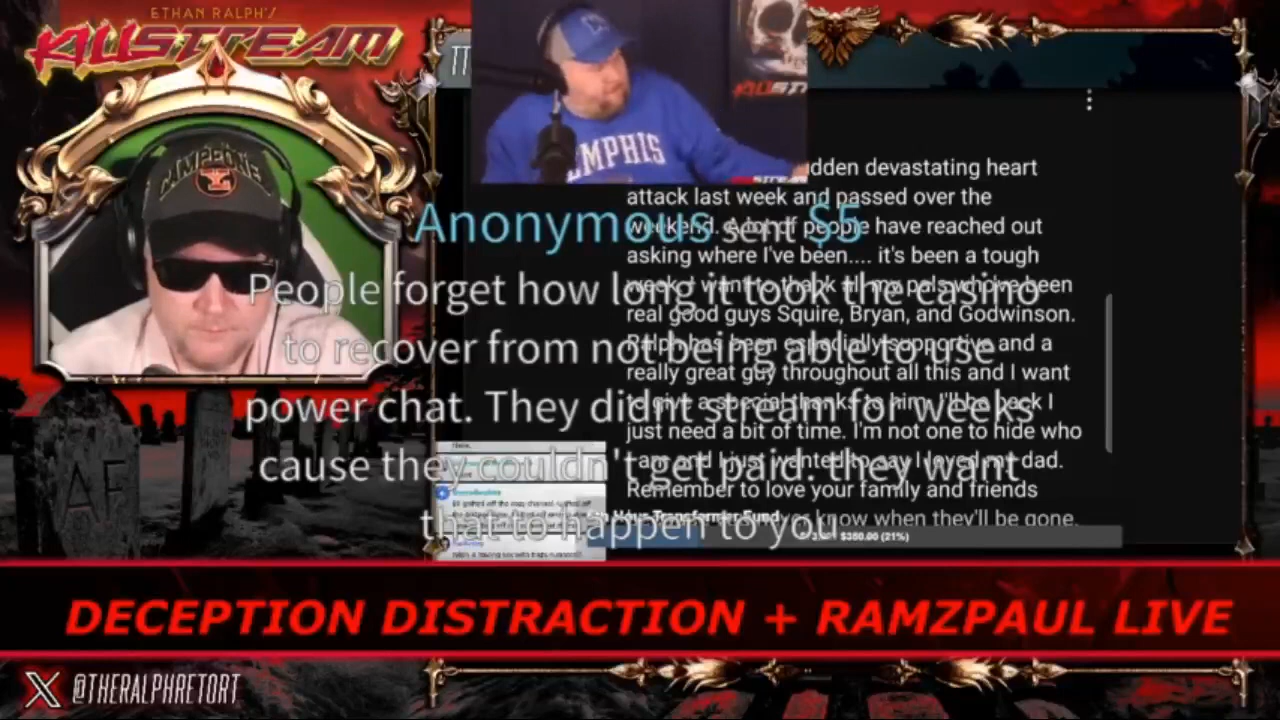 ETHAN RALPH'S
KILLSTREAM
CAMPEONE
MEMPHIS
KILLSTREAM
dden devastating heart
attack last week and passed over the
weekend. A lot of people have reached out
asking where I've been.... it's been a tough
week. I want to thank all my pals who've been
real good guys Squire, Bryan, and Godwinson.
Ralph has been especially supportive and a
really great guy throughout all this and I want
to give a special thanks to him. I'll be back I
just need a bit of time. I'm not one to hide who
I am and I just wanted to say I loved my dad.
Remember to love your family and friends
know when they'll be gone.
Anonymous sent $5
People forget how long it took the casino
to recover from not being able to use
power chat. They didnt stream for weeks
cause they couldn't get paid. they want
that to happen to you.
Transformer Fund
$350.00 (21%)
AF
DECEPTION DISTRACTION + RAMZPAUL LIVE
X @THERALPHRETORT